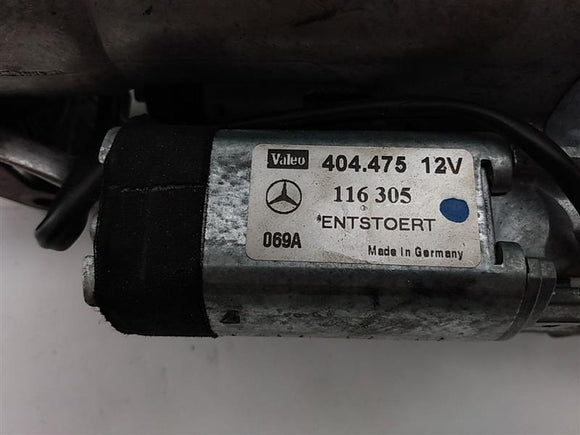 Valeo 404.475 12V
116 305
*ENTSTOERT
069A Made in Germany